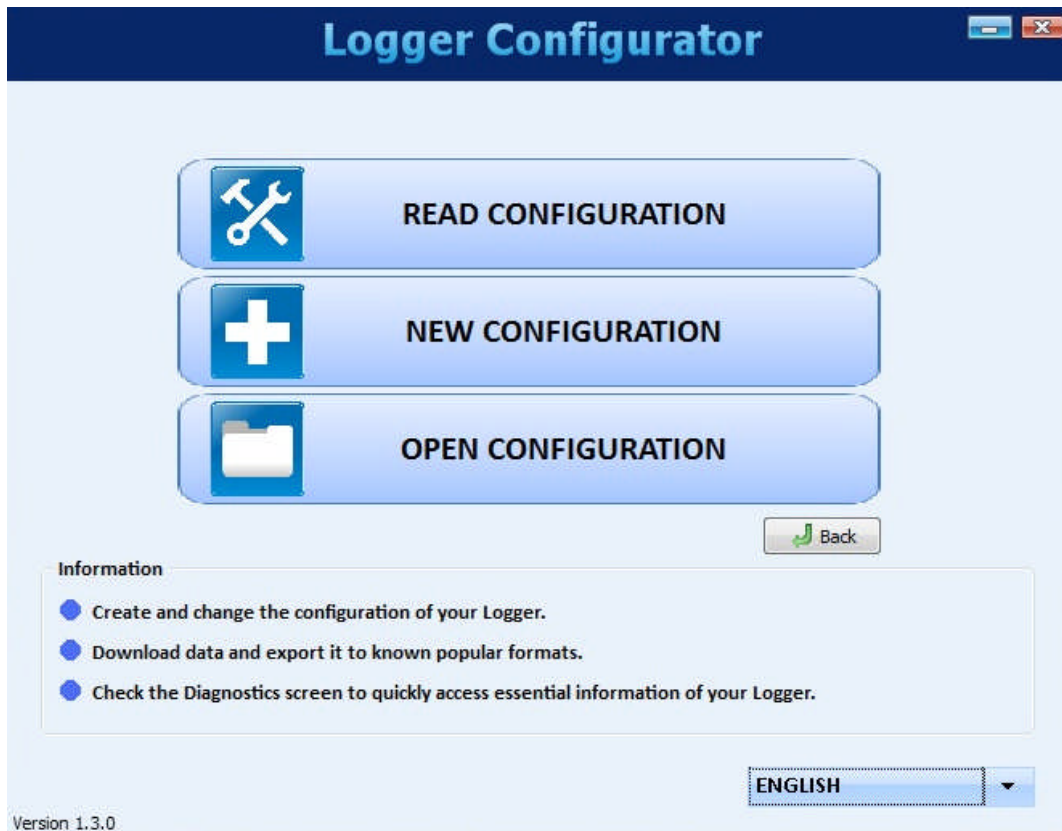 Logger Configurator
READ CONFIGURATION
NEW CONFIGURATION
OPEN CONFIGURATION
Back
Information
Create and change the configuration of your Logger.
Download data and export it to known popular formats.
Check the Diagnostics screen to quickly access essential information of your Logger.
ENGLISH
Version 1.3.0